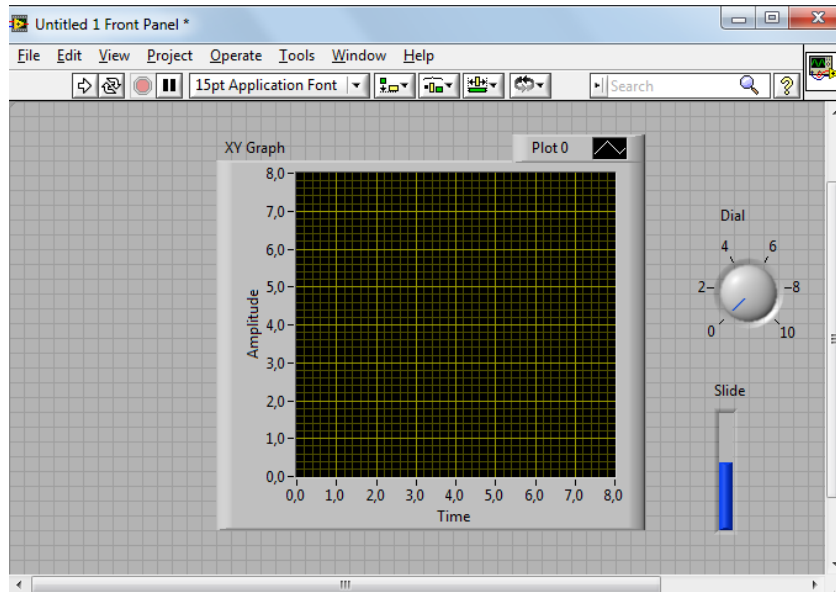 Untitled 1 Front Panel *
File Edit View Project Operate Tools Window Help
15pt Application Font
Search
?
XY Graph
Plot 0
8,0
7,0
6,0
5,0
4,0
3,0
2,0
1,0
0,0
Amplitude
0,0 1,0 2,0 3,0 4,0 5,0 6,0 7,0 8,0
Time
Dial
4 6
2 8
0 10
Slide